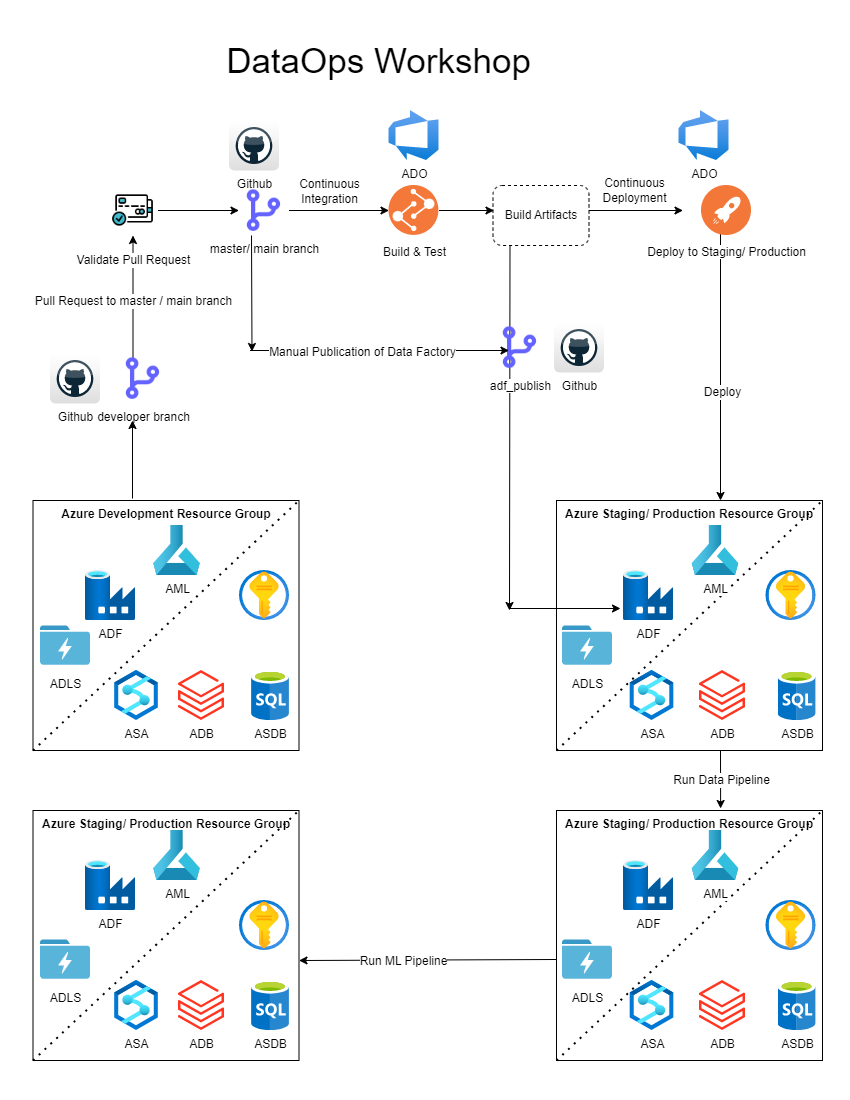 DataOps Workshop
ADO
ADO
Github
Continuous
Integration
Continuous
Deployment
Build Artifacts
master/ main branch
Build & Test
Deploy to Staging/ Production
Validate Pull Request
Pull Request to master / main branch
Manual Publication of Data Factory
adf_publish
Github
Deploy
Github developer branch
Azure Development Resource Group
AML
ADF
ADLS
ASA
ADB
SQL
ASDB
Azure Staging/ Production Resource Group
AML
ADF
ADLS
ASA
ADB
SQL
ASDB
Run Data Pipeline
Azure Staging/ Production Resource Group
AML
ADF
ADLS
ASA
ADB
SQL
ASDB
Run ML Pipeline
Azure Staging/ Production Resource Group
AML
ADF
ADLS
ASA
ADB
SQL
ASDB